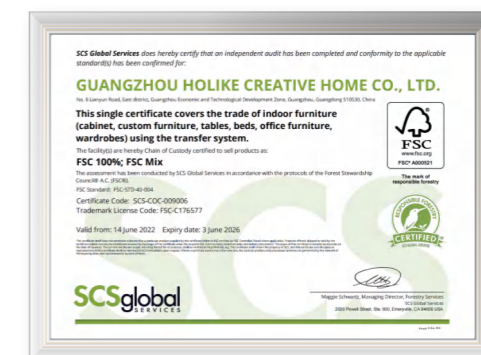 SCS Global Services does hereby certify that an independent audit has been completed and conformity to the applicable
standard(s) has been confirmed for:
GUANGZHOU HOLIKE CREATIVE HOME CO., LTD.
No. 8 Lianyun Road, East district, Guangzhou Economic and Technological Development Zone, Guangzhou, Guangdong 510530, China
This single certificate covers the trade of indoor furniture
(cabinet, custom furniture, tables, beds, office furniture,
wardrobes) using the transfer system.
The facility(s) are hereby Chain of Custody certified to sell products as:
FSC 100%; FSC Mix
The assessment has been conducted by SCS Global Services in accordance with the protocols of the Forest Stewardship
Council® A.C. (FSC®).
FSC Standard: FSC-STD-40-004
Certificate Code: SCS-COC-009006
Trademark License Code: FSC-C176577
Valid from: 14 June 2022 Expiry date: 3 June 2026
FSC
www.fsc.org
FSC® A000521
The mark of
responsible forestry
RESPONSIBLE FORESTRY
CERTIFIED
SCSglobal
SERVICES
Maggie Schwartz, Managing Director, Forestry Services
SCS Global Services
2000 Powell Street, Ste. 600, Emeryville, CA 94608 USA